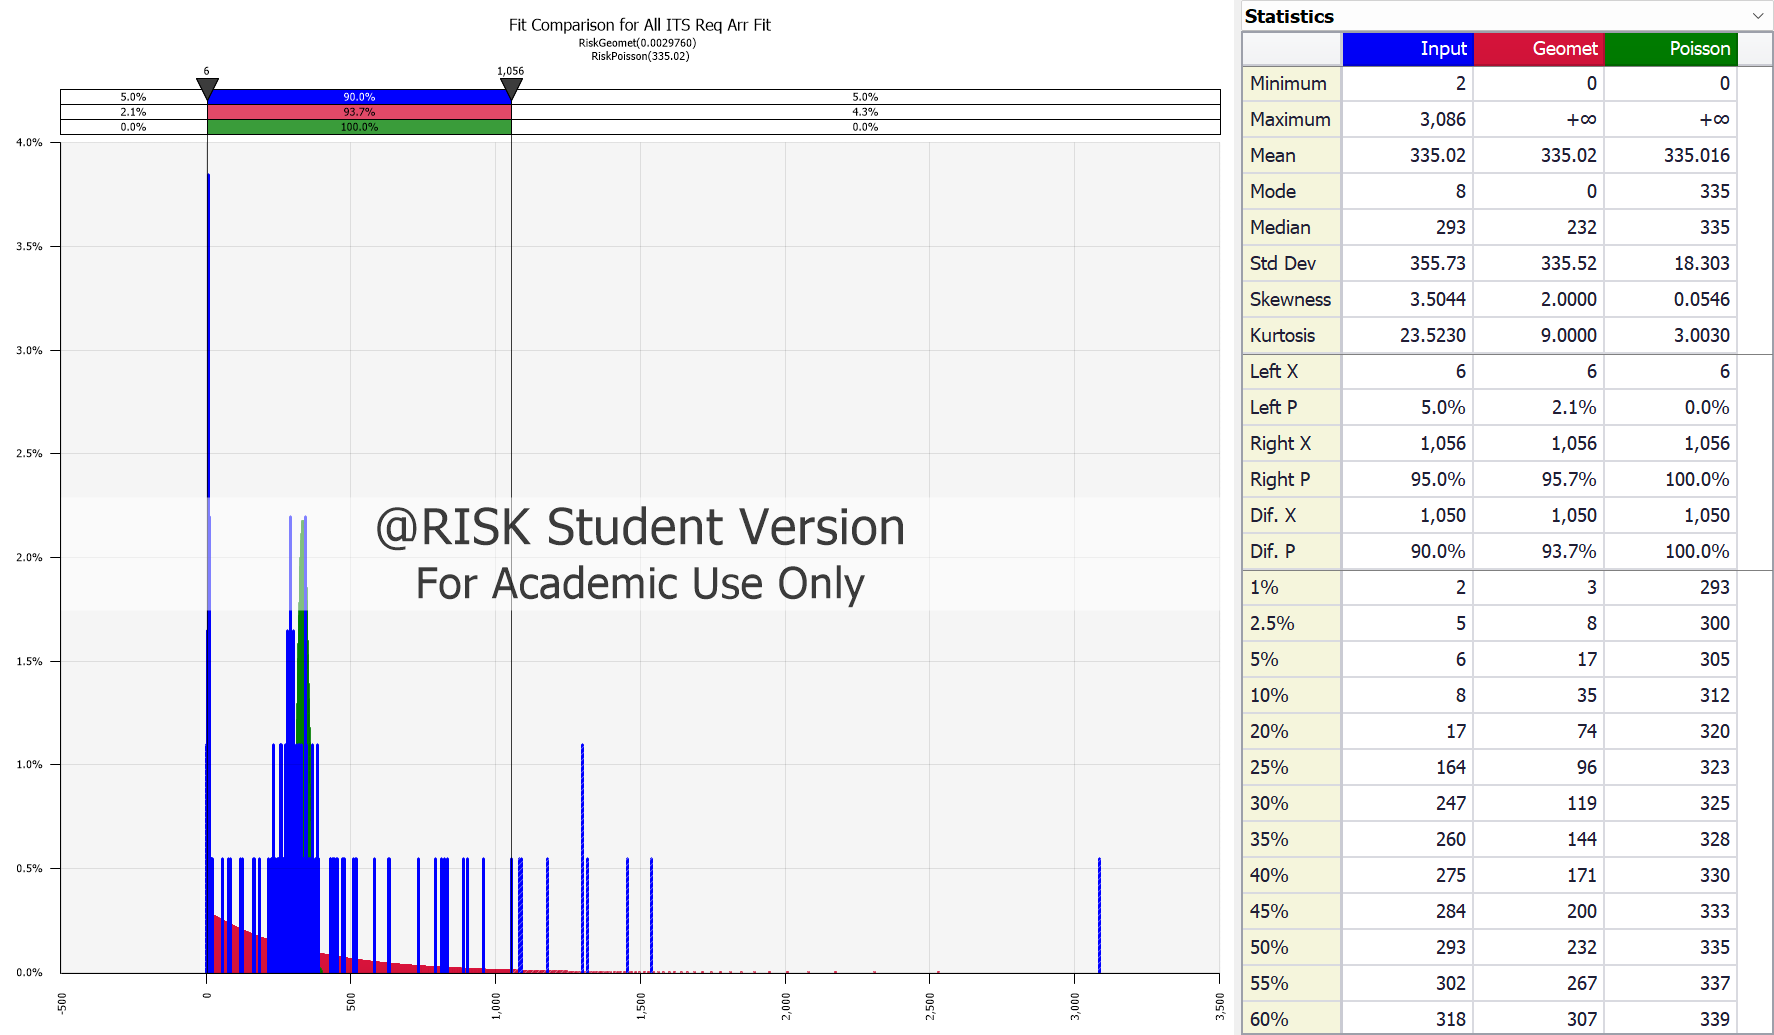 Fit Comparison for All ITS Req Arr Fit
RiskGeomet(0.0029760)
RiskPoisson(335.02)
6 1,056
5.0% 90.0% 5.0%
2.1% 93.7% 4.3%
0.0% 100.0% 0.0%
4.0%
3.5%
3.0%
2.5%
2.0%
1.5%
1.0%
0.5%
0.0%
-500 0 500 1,000 1,500 2,000 2,500 3,000 3,500
@RISK Student Version
For Academic Use Only
Statistics
Input Geomet Poisson
Minimum 2 0 0
Maximum 3,086 +∞ +∞
Mean 335.02 335.02 335.016
Mode 8 0 335
Median 293 232 335
Std Dev 355.73 335.52 18.303
Skewness 3.5044 2.0000 0.0546
Kurtosis 23.5230 9.0000 3.0030
Left X 6 6 6
Left P 5.0% 2.1% 0.0%
Right X 1,056 1,056 1,056
Right P 95.0% 95.7% 100.0%
Dif. X 1,050 1,050 1,050
Dif. P 90.0% 93.7% 100.0%
1% 2 3 293
2.5% 5 8 300
5% 6 17 305
10% 8 35 312
20% 17 74 320
25% 164 96 323
30% 247 119 325
35% 260 144 328
40% 275 171 330
45% 284 200 333
50% 293 232 335
55% 302 267 337
60% 318 307 339